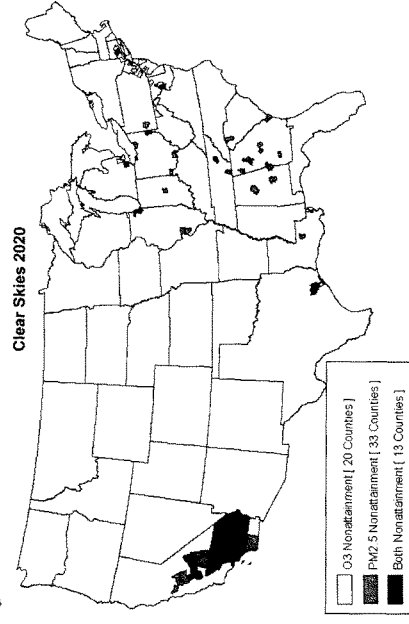 Clear Skies 2020
O3 Nonattainment [ 20 Counties ]
PM2 5 Nonattainment [ 33 Counties ]
Both Nonattainment [ 13 Counties ]